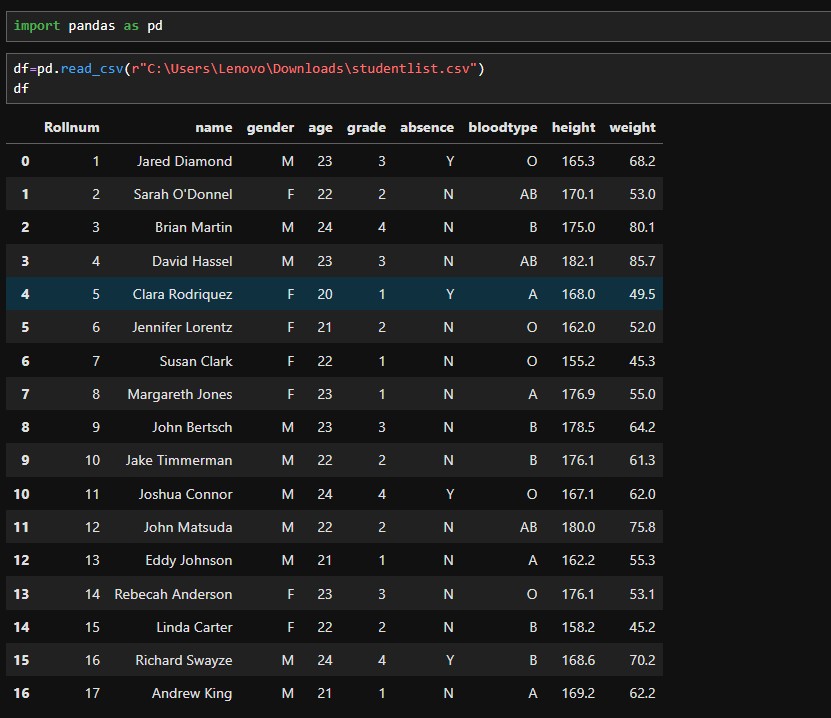 import pandas as pd
df=pd.read_csv(r"C:\Users\Lenovo\Downloads\studentlist.csv")
df
Rollnum name gender age grade absence bloodtype height weight
0 1 Jared Diamond M 23 3 Y O 165.3 68.2
1 2 Sarah O'Donnel F 22 2 N AB 170.1 53.0
2 3 Brian Martin M 24 4 N B 175.0 80.1
3 4 David Hassel M 23 3 N AB 182.1 85.7
4 5 Clara Rodriquez F 20 1 Y A 168.0 49.5
5 6 Jennifer Lorentz F 21 2 N O 162.0 52.0
6 7 Susan Clark F 22 1 N O 155.2 45.3
7 8 Margareth Jones F 23 1 N A 176.9 55.0
8 9 John Bertsch M 23 3 N B 178.5 64.2
9 10 Jake Timmerman M 22 2 N B 176.1 61.3
10 11 Joshua Connor M 24 4 Y O 167.1 62.0
11 12 John Matsuda M 22 2 N AB 180.0 75.8
12 13 Eddy Johnson M 21 1 N A 162.2 55.3
13 14 Rebecah Anderson F 23 3 N O 176.1 53.1
14 15 Linda Carter F 22 2 N B 158.2 45.2
15 16 Richard Swayze M 24 4 Y B 168.6 70.2
16 17 Andrew King M 21 1 N A 169.2 62.2